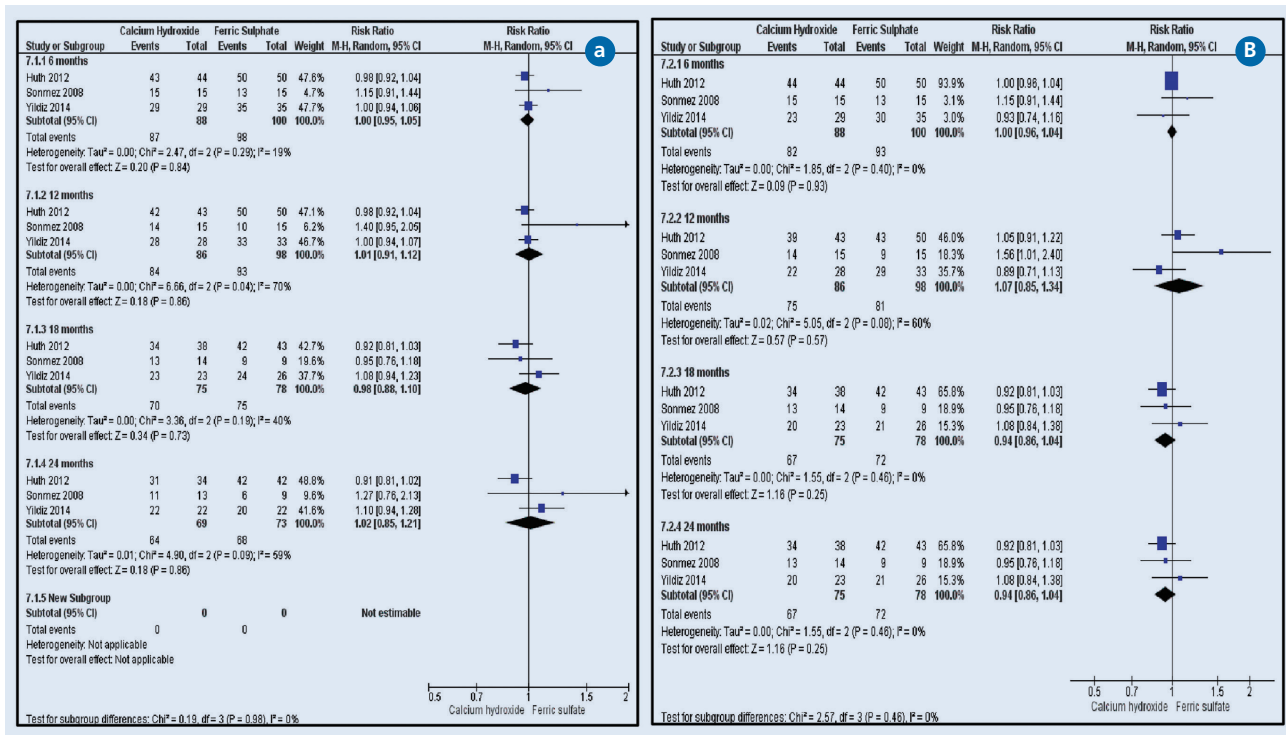 Calcium Hydroxide Ferric Sulphate Risk Ratio Risk Ratio
Study or Subgroup Events Total Events Total Weight M-H, Random, 95% CI M-H, Random, 95% CI
a
7.1.1 6 months
Huth 2012 43 44 50 50 47.6% 0.98 [0.92, 1.04]
Sonmez 2008 15 15 13 15 4.7% 1.15 [0.91, 1.44]
Yildiz 2014 29 29 35 35 47.7% 1.00 [0.94, 1.06]
Subtotal (95% CI) 88 100 100.0% 1.00 [0.95, 1.05]
Total events 87 98
Heterogeneity: Tau² = 0.00; Chi² = 2.47, df = 2 (P = 0.29); I² = 19%
Test for overall effect: Z = 0.20 (P = 0.84)
7.1.2 12 months
Huth 2012 42 43 50 50 47.1% 0.98 [0.92, 1.04]
Sonmez 2008 14 15 10 15 6.2% 1.40 [0.95, 2.05]
Yildiz 2014 28 28 33 33 46.7% 1.00 [0.94, 1.07]
Subtotal (95% CI) 86 98 100.0% 1.01 [0.91, 1.12]
Total events 84 93
Heterogeneity: Tau² = 0.00; Chi² = 6.66, df = 2 (P = 0.04); I² = 70%
Test for overall effect: Z = 0.18 (P = 0.86)
7.1.3 18 months
Huth 2012 34 38 42 43 42.7% 0.92 [0.81, 1.03]
Sonmez 2008 13 14 9 9 19.6% 0.95 [0.76, 1.18]
Yildiz 2014 23 23 24 26 37.7% 1.08 [0.94, 1.23]
Subtotal (95% CI) 75 78 100.0% 0.98 [0.88, 1.10]
Total events 70 75
Heterogeneity: Tau² = 0.00; Chi² = 3.36, df = 2 (P = 0.19); I² = 40%
Test for overall effect: Z = 0.34 (P = 0.73)
7.1.4 24 months
Huth 2012 31 34 42 42 48.8% 0.91 [0.81, 1.02]
Sonmez 2008 11 13 6 9 9.6% 1.27 [0.76, 2.13]
Yildiz 2014 22 22 20 22 41.6% 1.10 [0.94, 1.28]
Subtotal (95% CI) 69 73 100.0% 1.02 [0.85, 1.21]
Total events 64 68
Heterogeneity: Tau² = 0.01; Chi² = 4.90, df = 2 (P = 0.09); I² = 59%
Test for overall effect: Z = 0.18 (P = 0.86)
7.1.5 New Subgroup
Subtotal (95% CI) 0 0 Not estimable
Total events 0 0
Heterogeneity: Not applicable
Test for overall effect: Not applicable
0.5 0.7 1 1.5 2
Calcium hydroxide Ferric sulfate
Test for subgroup differences: Chi² = 0.19, df = 3 (P = 0.98), I² = 0%
Calcium Hydroxide Ferric Sulphate Risk Ratio Risk Ratio
Study or Subgroup Events Total Events Total Weight M-H, Random, 95% CI M-H, Random, 95% CI
B
7.2.1 6 months
Huth 2012 44 44 50 50 93.9% 1.00 [0.96, 1.04]
Sonmez 2008 15 15 13 15 3.1% 1.15 [0.91, 1.44]
Yildiz 2014 23 29 30 35 3.0% 0.93 [0.74, 1.16]
Subtotal (95% CI) 88 100 100.0% 1.00 [0.96, 1.04]
Total events 82 93
Heterogeneity: Tau² = 0.00; Chi² = 1.85, df = 2 (P = 0.40); I² = 0%
Test for overall effect: Z = 0.09 (P = 0.93)
7.2.2 12 months
Huth 2012 39 43 43 50 46.0% 1.05 [0.91, 1.22]
Sonmez 2008 14 15 9 15 18.3% 1.56 [1.01, 2.40]
Yildiz 2014 22 28 29 33 35.7% 0.89 [0.71, 1.13]
Subtotal (95% CI) 86 98 100.0% 1.07 [0.85, 1.34]
Total events 75 81
Heterogeneity: Tau² = 0.02; Chi² = 5.05, df = 2 (P = 0.08); I² = 60%
Test for overall effect: Z = 0.57 (P = 0.57)
7.2.3 18 months
Huth 2012 34 38 42 43 65.8% 0.92 [0.81, 1.03]
Sonmez 2008 13 14 9 9 18.9% 0.95 [0.76, 1.18]
Yildiz 2014 20 23 21 26 15.3% 1.08 [0.84, 1.38]
Subtotal (95% CI) 75 78 100.0% 0.94 [0.86, 1.04]
Total events 67 72
Heterogeneity: Tau² = 0.00; Chi² = 1.55, df = 2 (P = 0.46); I² = 0%
Test for overall effect: Z = 1.16 (P = 0.25)
7.2.4 24 months
Huth 2012 34 38 42 43 65.8% 0.92 [0.81, 1.03]
Sonmez 2008 13 14 9 9 18.9% 0.95 [0.76, 1.18]
Yildiz 2014 20 23 21 26 15.3% 1.08 [0.84, 1.38]
Subtotal (95% CI) 75 78 100.0% 0.94 [0.86, 1.04]
Total events 67 72
Heterogeneity: Tau² = 0.00; Chi² = 1.55, df = 2 (P = 0.46); I² = 0%
Test for overall effect: Z = 1.16 (P = 0.25)
0.5 0.7 1 1.5 2
Calcium hydroxide Ferric sulfate
Test for subgroup differences: Chi² = 2.57, df = 3 (P = 0.46), I² = 0%